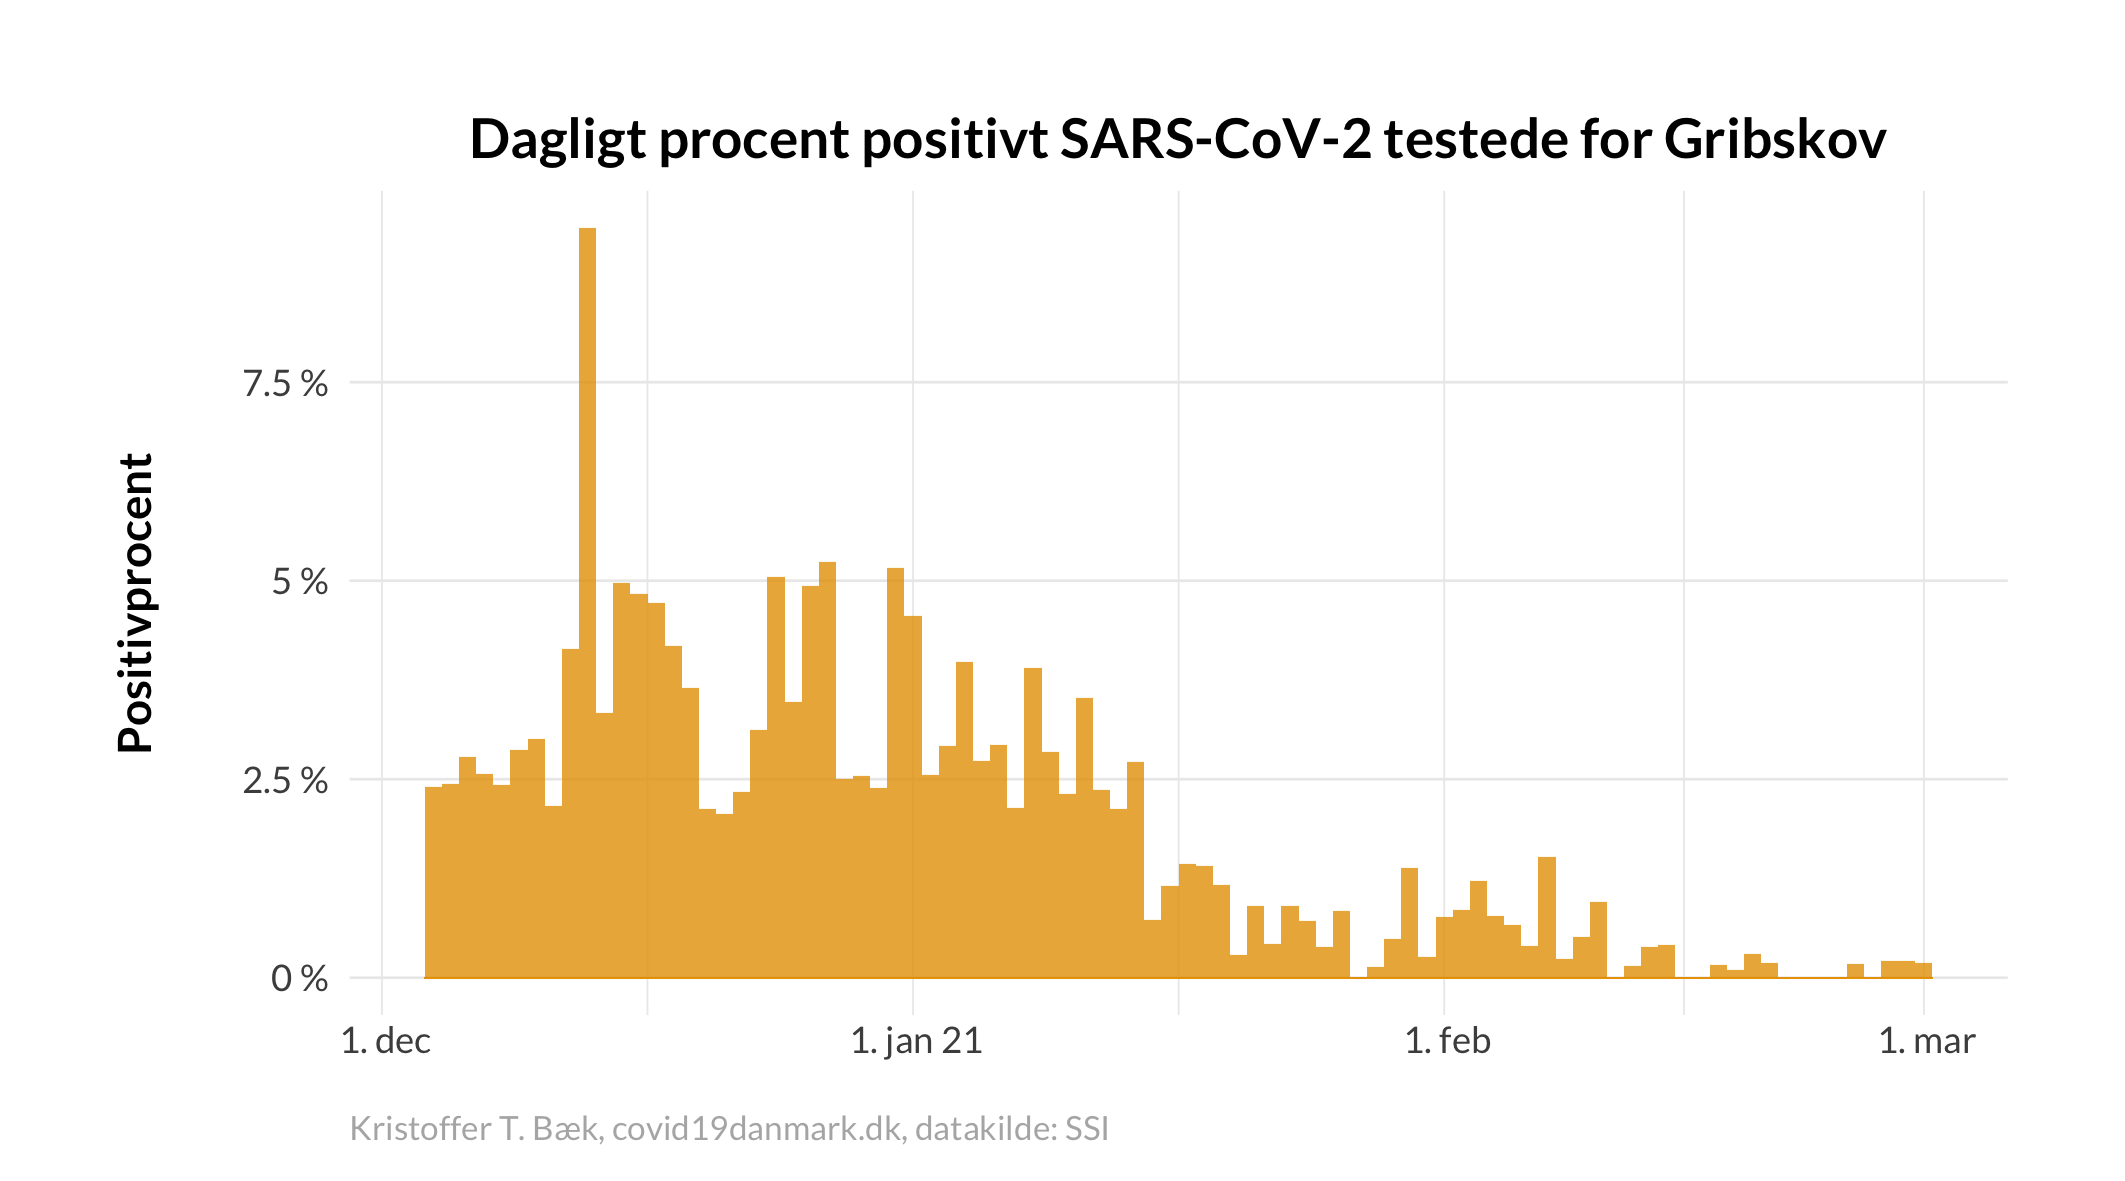 Dagligt procent positivt SARS-CoV-2 testede for Gribskov
Positivprocent
7.5 %
5 %
2.5 %
0 %
1. dec
1. jan 21
1. feb
1. mar
Kristoffer T. Bæk, covid19danmark.dk, datakilde: SSI